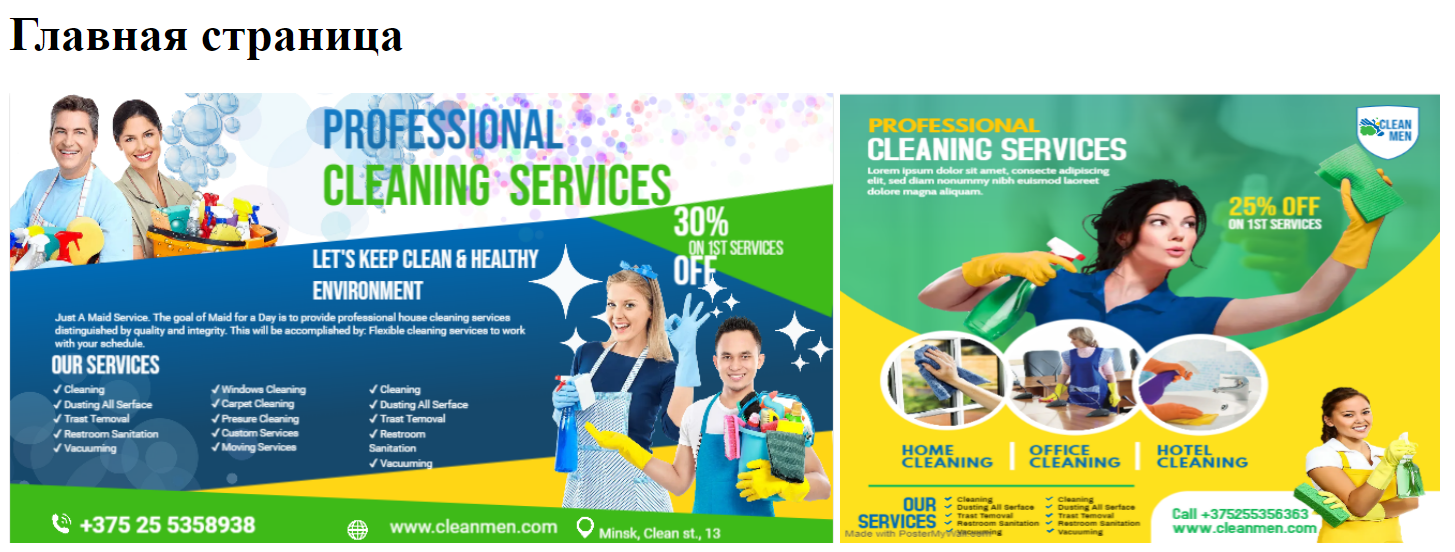 Главная страница
PROFESSIONAL
CLEANING SERVICES
30%
ON 1ST SERVICES
OFF
LET'S KEEP CLEAN & HEALTHY
ENVIRONMENT
Just A Maid Service. The goal of Maid for a Day is to provide professional house cleaning services
distinguished by quality and integrity. This will be accomplished by: Flexible cleaning services to work
with your schedule.
OUR SERVICES
✓ Cleaning
✓ Dusting All Serface
✓ Trast Temoval
✓ Restroom Sanitation
✓ Vacuuming
✓ Windows Cleaning
✓ Carpet Cleaning
✓ Presure Cleaning
✓ Custom Services
✓ Moving Services
✓ Cleaning
✓ Dusting All Serface
✓ Trast Temoval
✓ Restroom
Sanitation
✓ Vacuuming
+375 25 5358938
www.cleanmen.com
Minsk, Clean st., 13
CLEAN
MEN
PROFESSIONAL
CLEANING SERVICES
Lorem ipsum dolor sit amet, consecte adipiscing
elit, sed diam nonummy nibh euismod laoreet
dolore magna aliquam.
25% OFF
ON 1ST SERVICES
HOME
CLEANING
OFFICE
CLEANING
HOTEL
CLEANING
OUR
SERVICES
✓ Cleaning
✓ Dusting All Serface
✓ Trast Temoval
✓ Restroom Sanitation
✓ Vacuuming
✓ Cleaning
✓ Dusting All Serface
✓ Trast Temoval
✓ Restroom Sanitation
✓ Vacuuming
Made with PosterMyWall.com
Call +375255356363
www.cleanmen.com